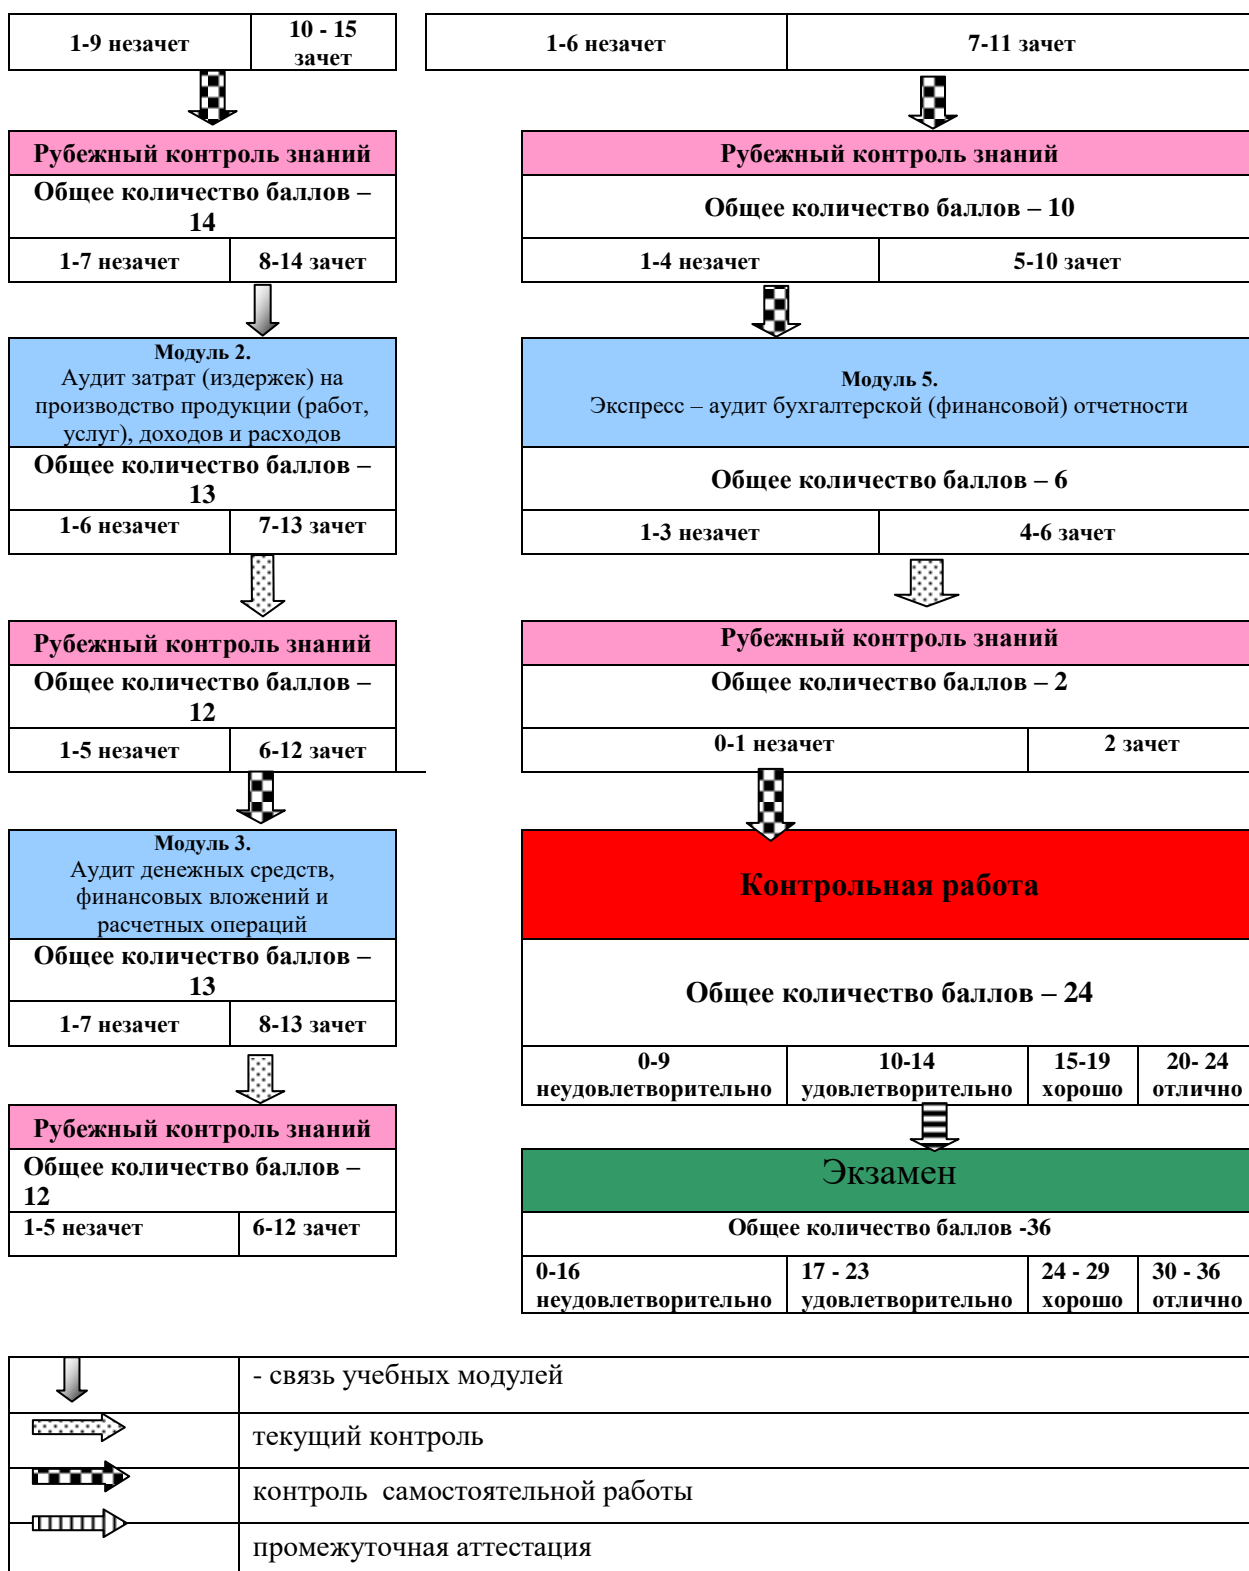 1-9 незачет
10 - 15
зачет
1-6 незачет
7-11 зачет
Рубежный контроль знаний
Общее количество баллов –
14
1-7 незачет
8-14 зачет
Модуль 2.
Аудит затрат (издержек) на
производство продукции (работ,
услуг), доходов и расходов
Общее количество баллов –
13
1-6 незачет
7-13 зачет
Рубежный контроль знаний
Общее количество баллов –
12
1-5 незачет
6-12 зачет
Модуль 3.
Аудит денежных средств,
финансовых вложений и
расчетных операций
Общее количество баллов –
13
1-7 незачет
8-13 зачет
Рубежный контроль знаний
Общее количество баллов –
12
1-5 незачет
6-12 зачет
Рубежный контроль знаний
Общее количество баллов – 10
1-4 незачет
5-10 зачет
Модуль 5.
Экспресс – аудит бухгалтерской (финансовой) отчетности
Общее количество баллов – 6
1-3 незачет
4-6 зачет
Рубежный контроль знаний
Общее количество баллов – 2
0-1 незачет
2 зачет
Контрольная работа
Общее количество баллов – 24
0-9
неудовлетворительно
10-14
удовлетворительно
15-19
хорошо
20- 24
отлично
Экзамен
Общее количество баллов -36
0-16
неудовлетворительно
17 - 23
удовлетворительно
24 - 29
хорошо
30 - 36
отлично
- связь учебных модулей
текущий контроль
контроль самостоятельной работы
промежуточная аттестация